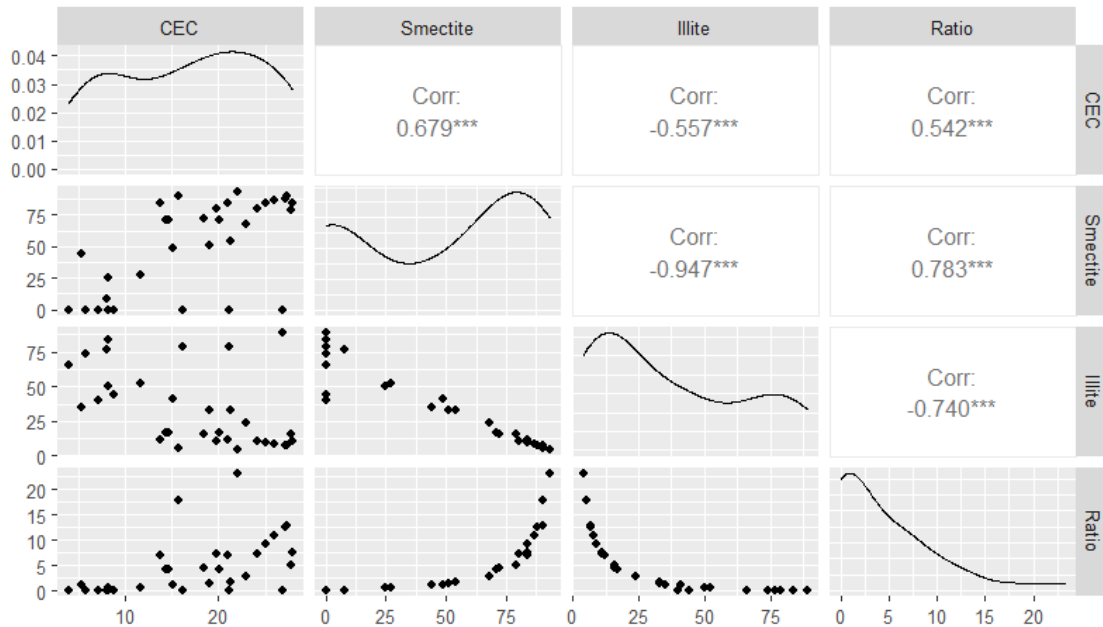 CEC Smectite Illite Ratio
0.04
0.03
0.02
0.01
0.00
Corr:
0.679***
Corr:
-0.557***
Corr:
0.542***
CEC
75
50
25
0
Corr:
-0.947***
Corr:
0.783***
Smectite
75
50
25
0
Corr:
-0.740***
Illite
20
15
10
5
0
Ratio
10 20 0 25 50 75 0 25 50 75 0 5 10 15 20